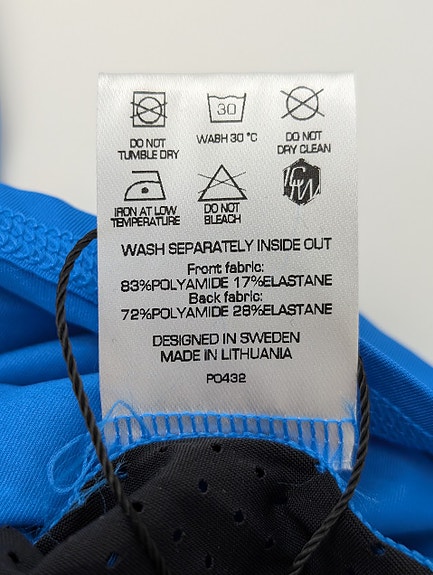 30
DO NOT
TUMBLE DRY
WASH 30 °C
DO NOT
DRY CLEAN
IRON AT LOW
TEMPERATURE
DO NOT
BLEACH
WASH SEPARATELY INSIDE OUT
Front fabric:
83%POLYAMIDE 17%ELASTANE
Back fabric:
72%POLYAMIDE 28%ELASTANE
DESIGNED IN SWEDEN
MADE IN LITHUANIA
PO432